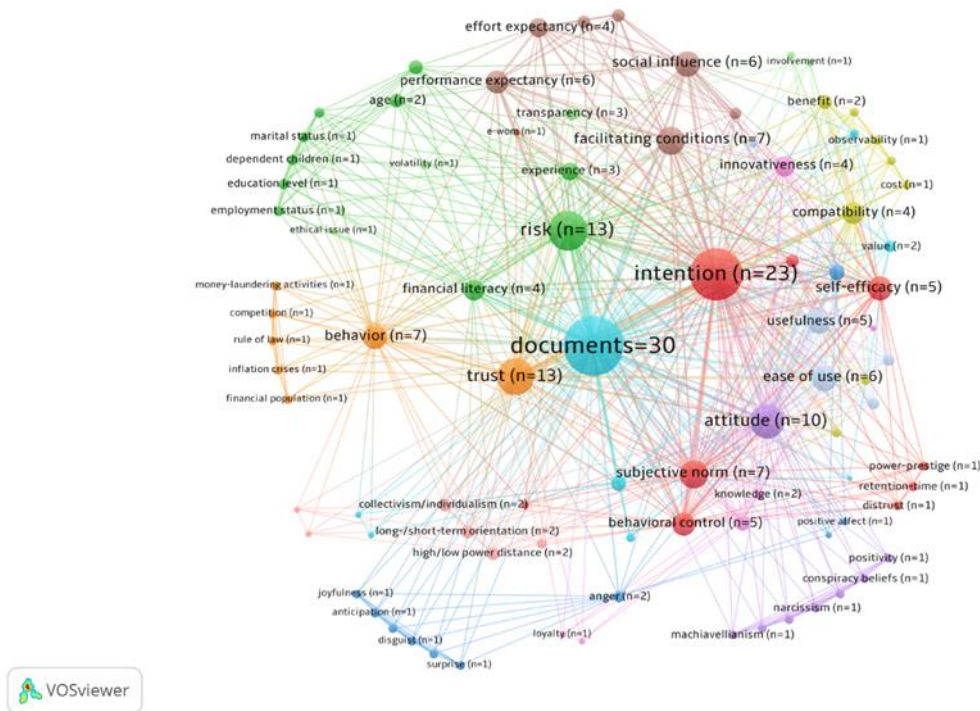 effort expectancy (n=4)
social influence (n=6)
involvement (n=1)
performance expectancy (n=6)
age (n=2)
benefit (n=2)
transparency (n=3)
e-wom (n=1)
marital status (n=1)
facilitating conditions (n=7)
observability (n=1)
dependent children (n=1)
volatility (n=1)
innovativeness (n=4)
experience (n=3)
education level (n=1)
cost (n=1)
employment status (n=1)
compatibility (n=4)
ethical issue (n=1)
risk (n=13)
value (n=2)
intention (n=23)
money-laundering activities (n=1)
financial literacy (n=4)
self-efficacy (n=5)
competition (n=1)
usefulness (n=5)
behavior (n=7)
rule of law (n=1)
documents=30
inflation crises (n=1)
trust (n=13)
ease of use (n=6)
financial population (n=1)
attitude (n=10)
subjective norm (n=7)
power-prestige (n=1)
retention-time (n=1)
knowledge (n=2)
collectivism/individualism (n=2)
distrust (n=1)
behavioral control (n=5)
positive affect (n=1)
long-/short-term orientation (n=2)
high/low power distance (n=2)
positivity (n=1)
conspiracy beliefs (n=1)
joyfulness (n=1)
anger (n=2)
anticipation (n=1)
narcissism (n=1)
loyalty (n=1)
machiavellianism (n=1)
disguist (n=1)
surprise (n=1)
VOSviewer